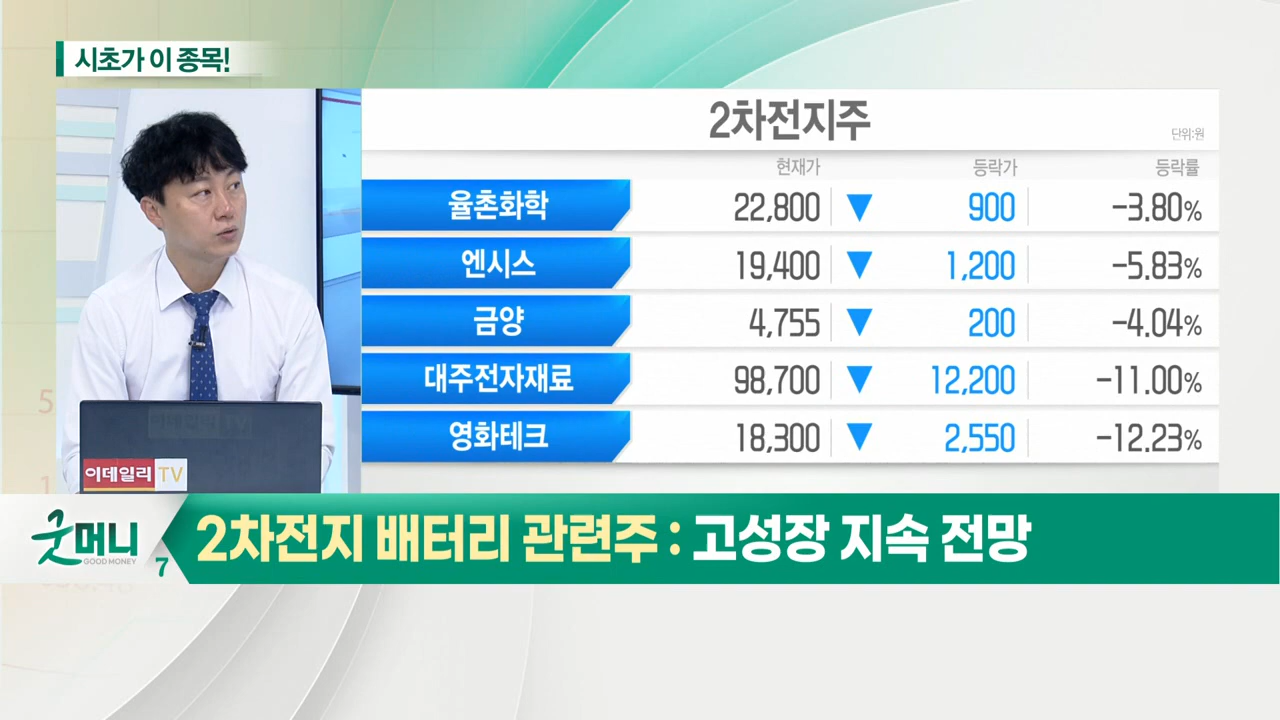 시초가 이 종목!
2차전지주
단위:원
현재가 등락가 등락률
율촌화학 22,800 ▼ 900 -3.80%
엔시스 19,400 ▼ 1,200 -5.83%
금양 4,755 ▼ 200 -4.04%
대주전자재료 98,700 ▼ 12,200 -11.00%
영화테크 18,300 ▼ 2,550 -12.23%
이데일리 TV
이데일리TV
굿머니
GOOD MONEY
7
2차전지 배터리 관련주 : 고성장 지속 전망